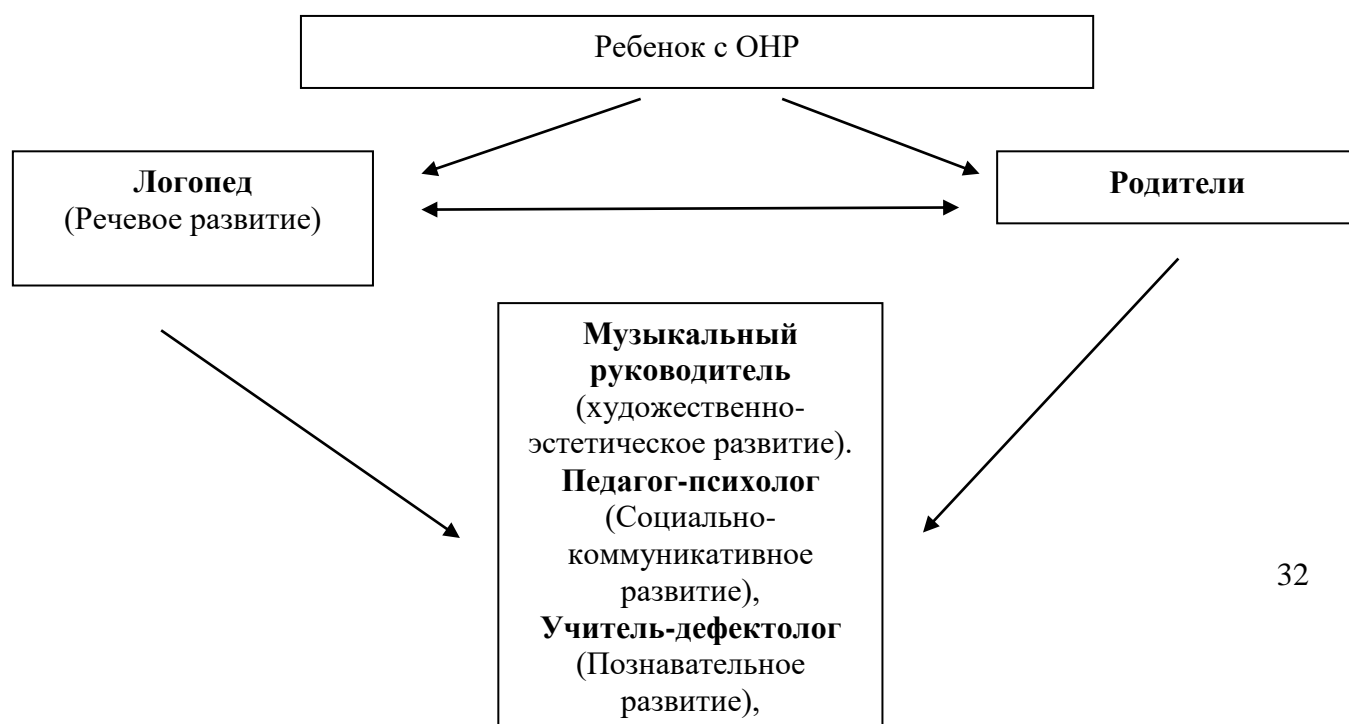 Ребенок с ОНР
Логопед
(Речевое развитие)
Родители
Музыкальный
руководитель
(художественно-
эстетическое развитие).
Педагог-психолог
(Социально-
коммуникативное
развитие),
Учитель-дефектолог
(Познавательное
развитие),
32